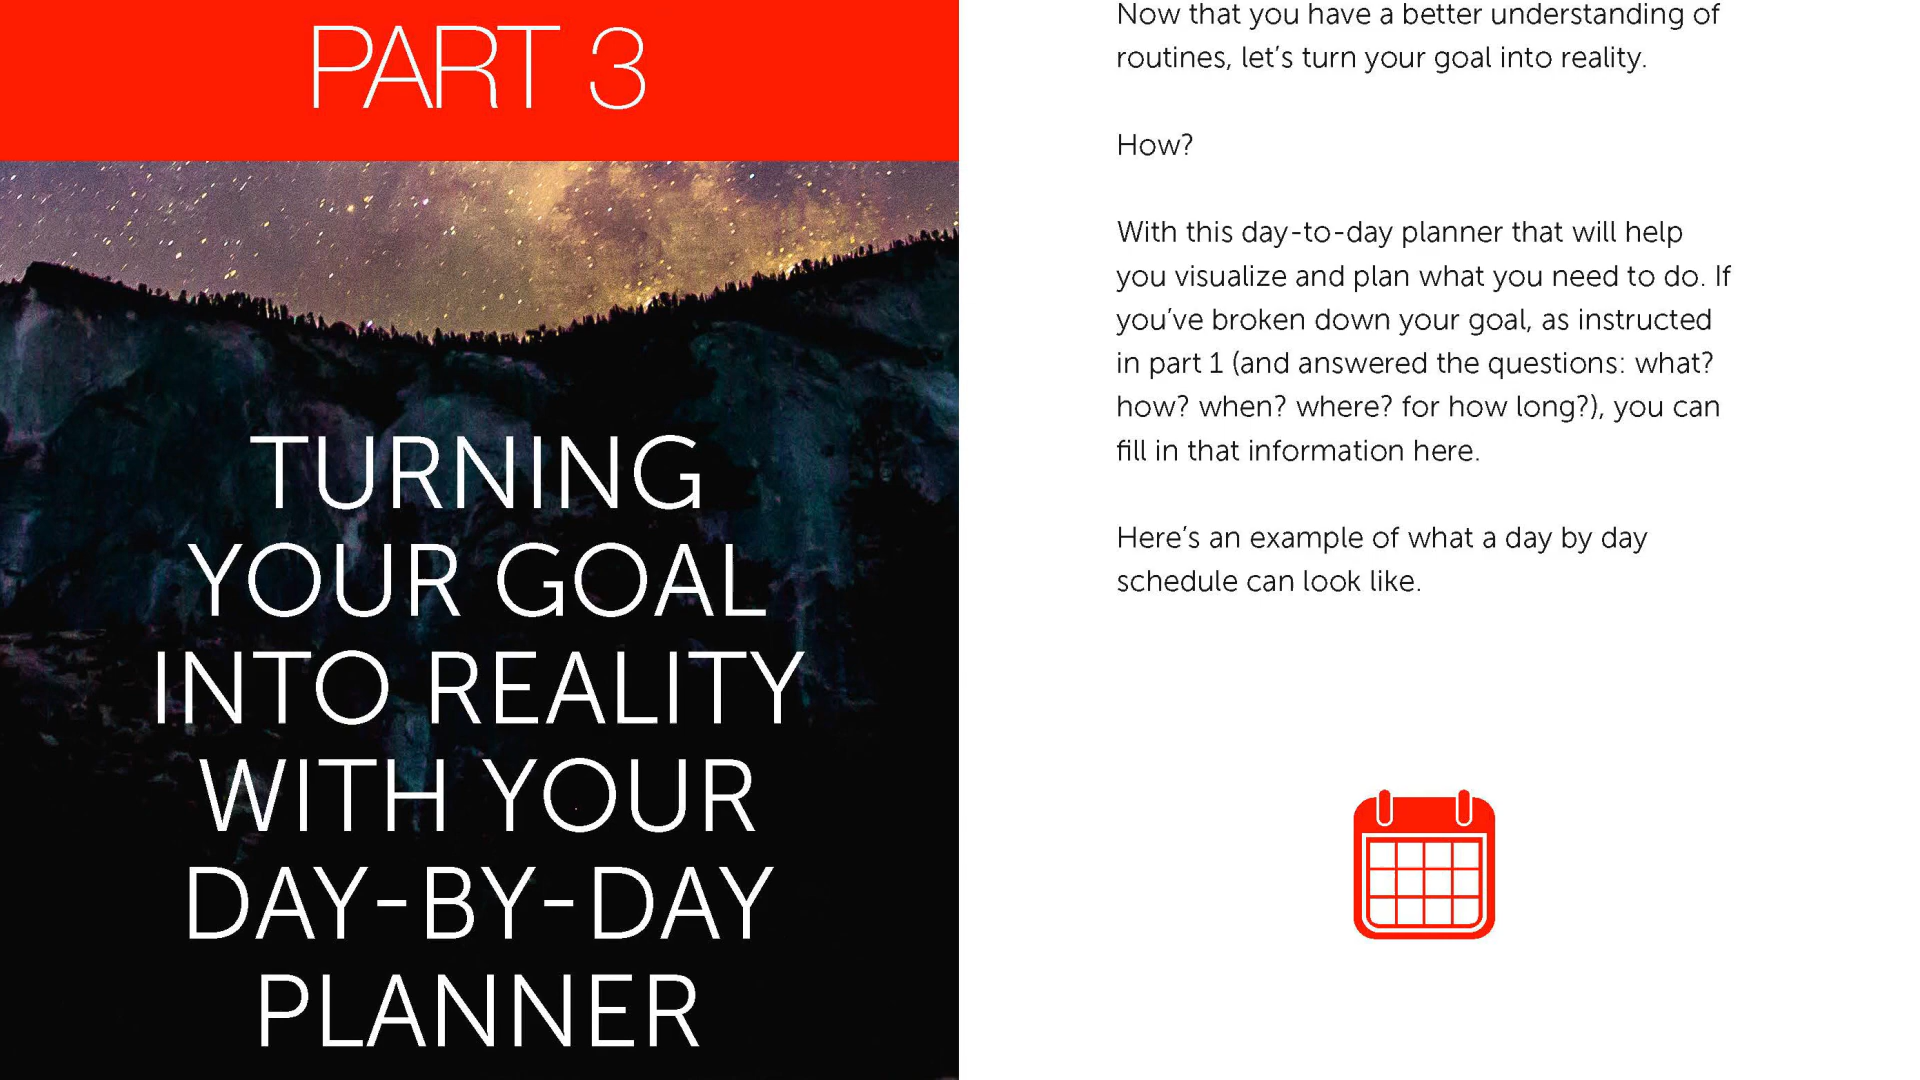 PART 3
TURNING
YOUR GOAL
INTO REALITY
WITH YOUR
DAY-BY-DAY
PLANNER
Now that you have a better understanding of
routines, let's turn your goal into reality.
How?
With this day-to-day planner that will help
you visualize and plan what you need to do. If
you've broken down your goal, as instructed
in part 1 (and answered the questions: what?
how? when? where? for how long?), you can
fill in that information here.
Here's an example of what a day by day
schedule can look like.